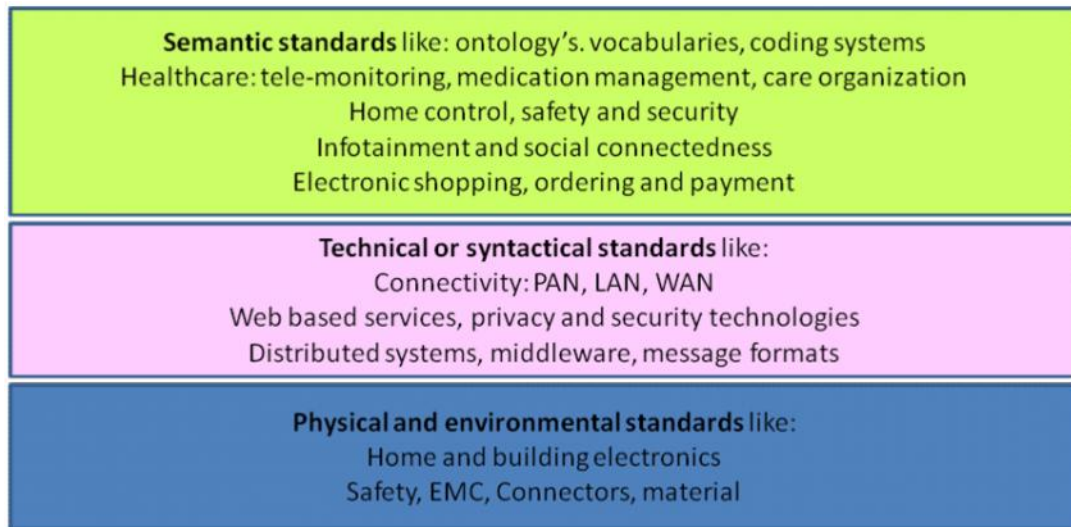 Semantic standards like: ontology's. vocabularies, coding systems
Healthcare: tele-monitoring, medication management, care organization
Home control, safety and security
Infotainment and social connectedness
Electronic shopping, ordering and payment
Technical or syntactical standards like:
Connectivity: PAN, LAN, WAN
Web based services, privacy and security technologies
Distributed systems, middleware, message formats
Physical and environmental standards like:
Home and building electronics
Safety, EMC, Connectors, material